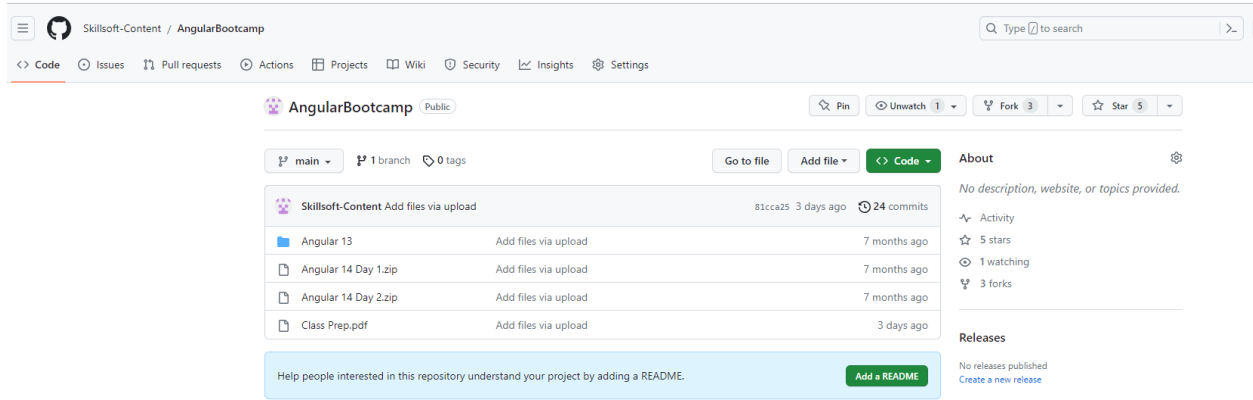 Skillsoft-Content / AngularBootcamp
Type / to search
Code Issues Pull requests Actions Projects Wiki Security Insights Settings
AngularBootcamp Public
Pin Unwatch 1 Fork 3 Star 5
main 1 branch 0 tags Go to file Add file Code
Skillsoft-Content Add files via upload 81cca25 3 days ago 24 commits
Angular 13 Add files via upload 7 months ago
Angular 14 Day 1.zip Add files via upload 7 months ago
Angular 14 Day 2.zip Add files via upload 7 months ago
Class Prep.pdf Add files via upload 3 days ago
Help people interested in this repository understand your project by adding a README. Add a README
About
No description, website, or topics provided.
Activity
5 stars
1 watching
3 forks
Releases
No releases published
Create a new release